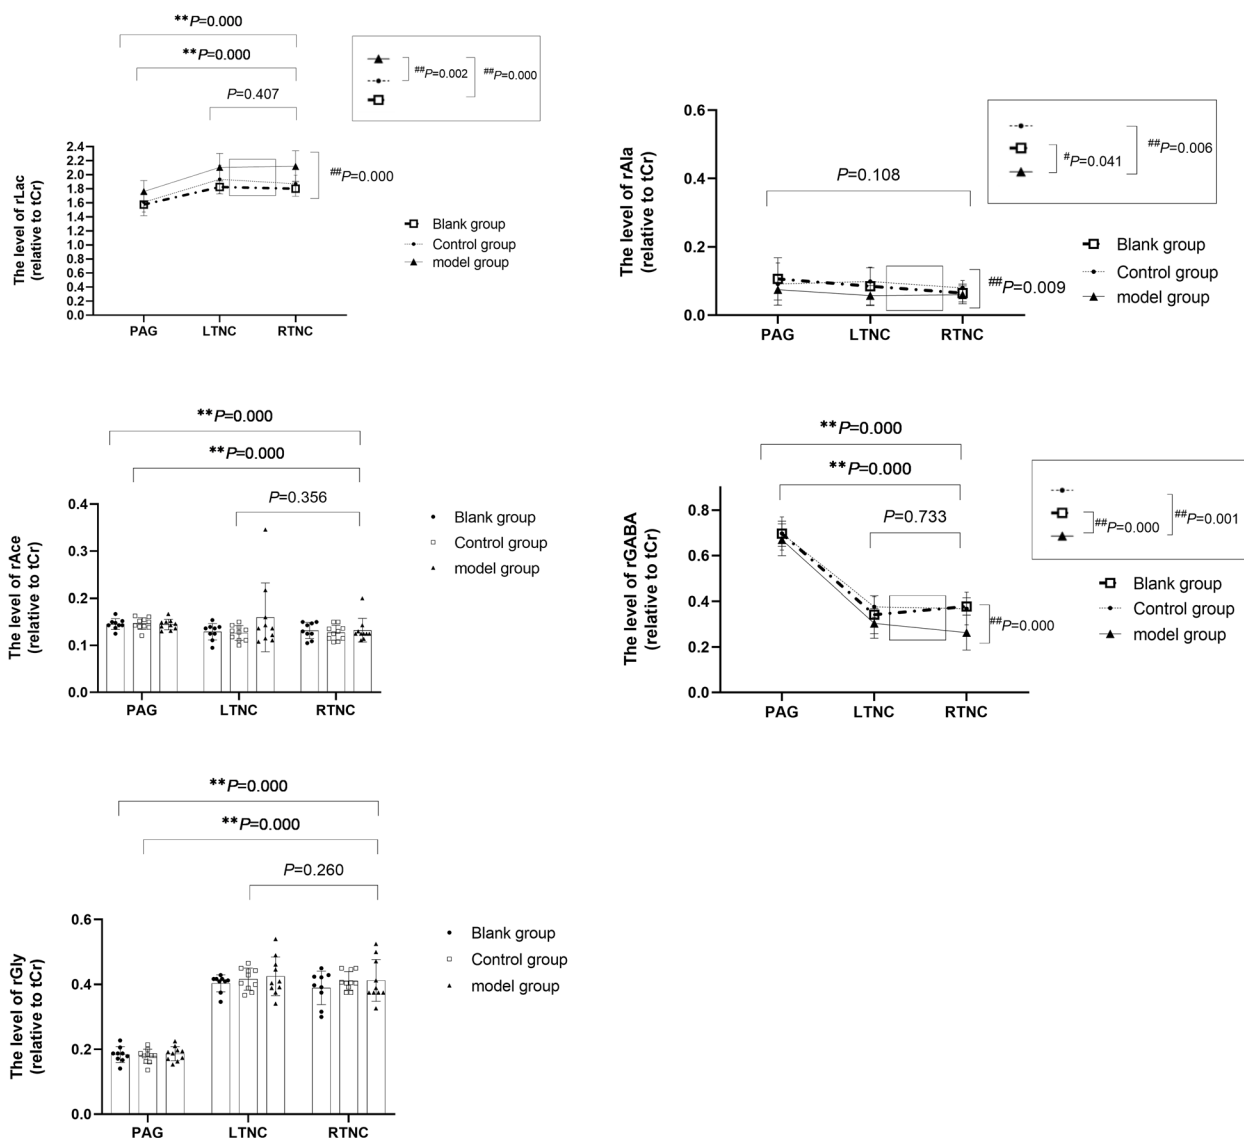 **P=0.000
**P=0.000
P=0.407
##P=0.002
##P=0.000
The level of rLac
(relative to tCr)
2.4
2.2
2.0
1.8
1.6
1.4
1.2
1.0
0.8
0.6
0.4
0.2
0.0
PAG
LTNC
RTNC
##P=0.000
Blank group
Control group
model group
The level of rAla
(relative to tCr)
0.6
0.4
0.2
0.0
PAG
LTNC
RTNC
P=0.108
#P=0.041
##P=0.006
##P=0.009
Blank group
Control group
model group
**P=0.000
**P=0.000
P=0.356
The level of rAce
(relative to tCr)
0.4
0.3
0.2
0.1
0.0
PAG
LTNC
RTNC
Blank group
Control group
model group
**P=0.000
**P=0.000
P=0.733
##P=0.000
##P=0.001
The level of rGABA
(relative to tCr)
0.8
0.6
0.4
0.2
0.0
PAG
LTNC
RTNC
##P=0.000
Blank group
Control group
model group
**P=0.000
**P=0.000
P=0.260
The level of rGly
(relative to tCr)
0.6
0.4
0.2
0.0
PAG
LTNC
RTNC
Blank group
Control group
model group